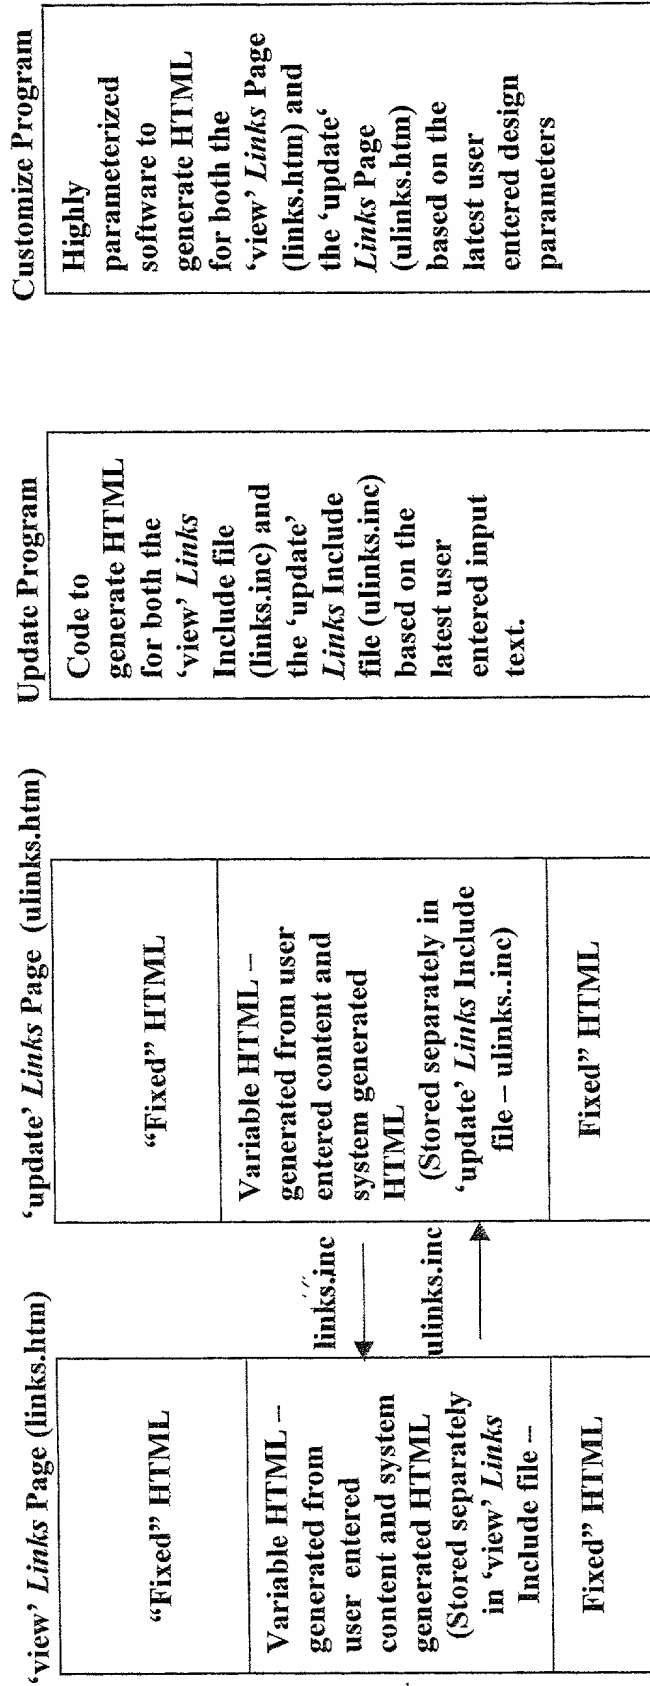 ‘view’ Links Page (links.htm)
“Fixed” HTML
Variable HTML –
generated from
user entered
content and system
generated HTML
(Stored separately
in ‘view’ Links
Include file –
Fixed” HTML
links.inc
ulinks.inc
‘update’ Links Page (ulinks.htm)
“Fixed” HTML
Variable HTML –
generated from user
entered content and
system generated
HTML
(Stored separately in
‘update’ Links Include
file – ulinks..inc)
Fixed” HTML
Update Program
Code to
generate HTML
for both the
‘view’ Links
Include file
(links.inc) and
the ‘update’
Links Include
file (ulinks.inc)
based on the
latest user
entered input
text.
Customize Program
Highly
parameterized
software to
generate HTML
for both the
‘view’ Links Page
(links.htm) and
the ‘update‘
Links Page
(ulinks.htm)
based on the
latest user
entered design
parameters